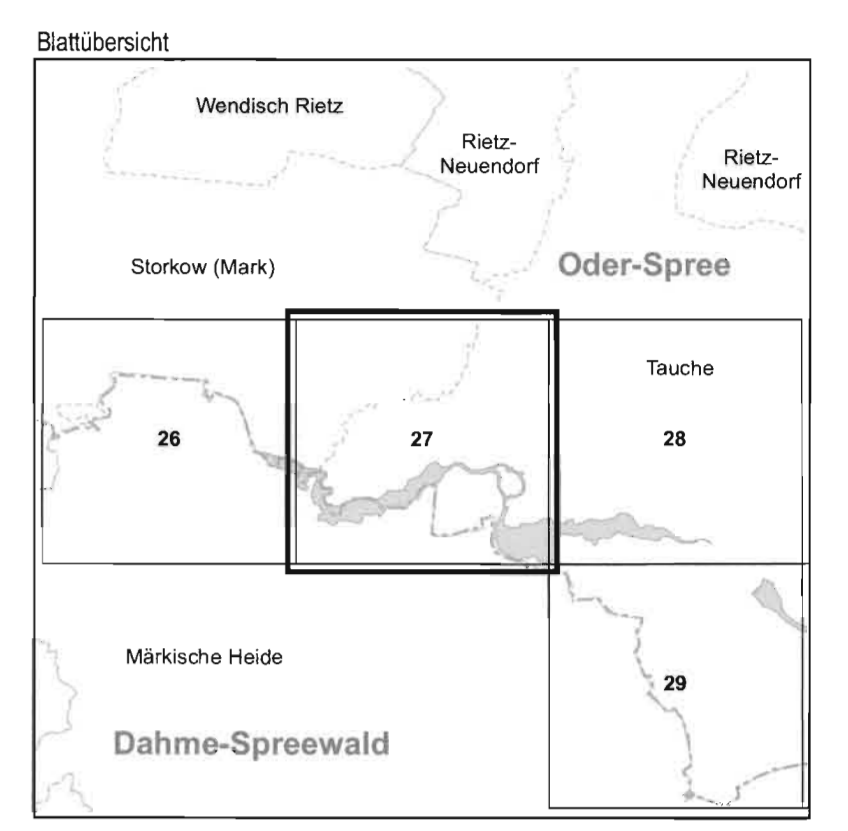 Blattübersicht
Wendisch Rietz
Rietz-
Neuendorf
Rietz-
Neuendorf
Storkow (Mark)
Oder-Spree
Tauche
26
27
28
Märkische Heide
29
Dahme-Spreewald